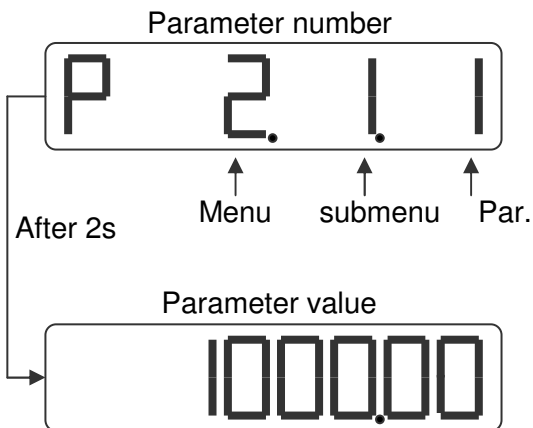 Parameter number
P 2. 1. 1
Menu submenu Par.
After 2s
Parameter value
1000.00